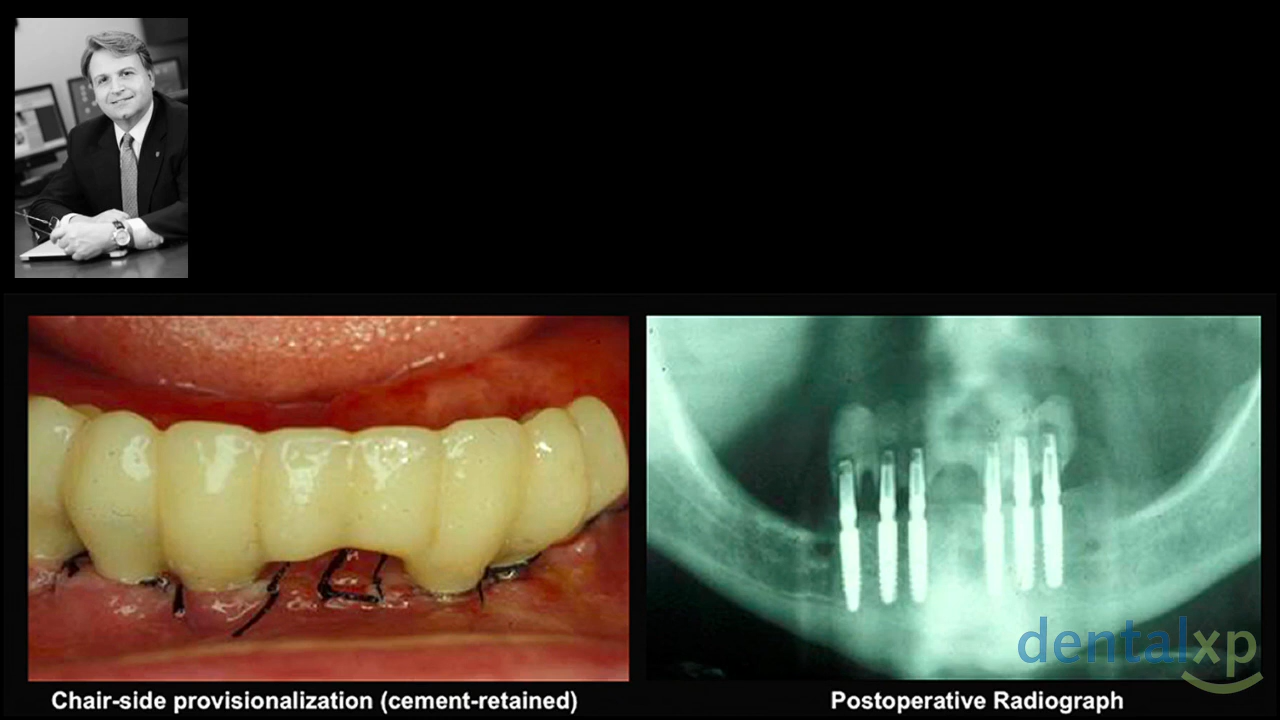 dentalxp
Chair-side provisionalization (cement-retained)
Postoperative Radiograph